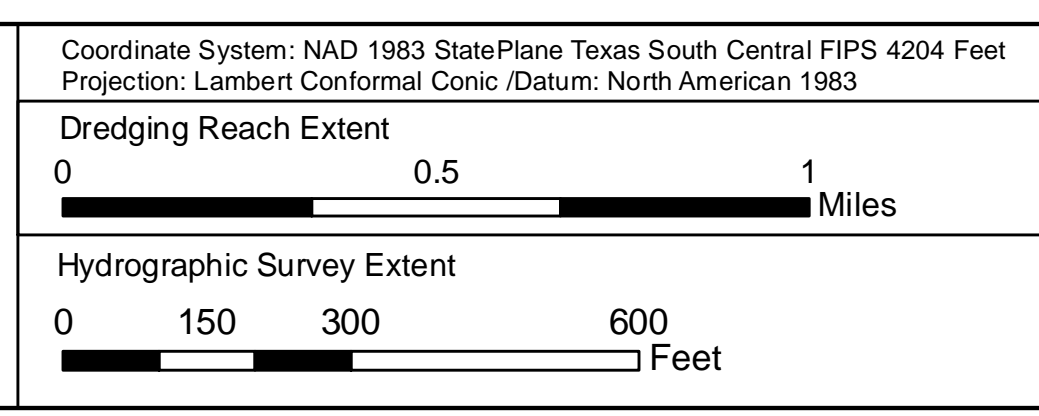 Coordinate System: NAD 1983 StatePlane Texas South Central FIPS 4204 Feet
Projection: Lambert Conformal Conic /Datum: North American 1983
Dredging Reach Extent
0 0.5 1
Miles
Hydrographic Survey Extent
0 150 300 600
Feet